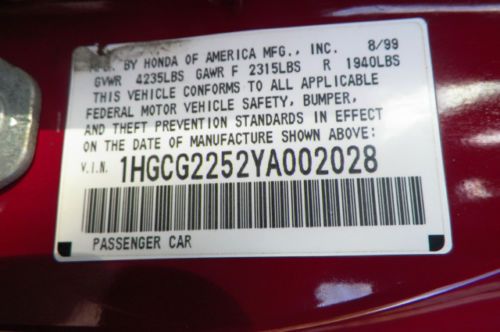 MFD. BY HONDA OF AMERICA MFG., INC. 8/99
GVWR 4235LBS GAWR F 2315LBS R 1940LBS
THIS VEHICLE CONFORMS TO ALL APPLICABLE
FEDERAL MOTOR VEHICLE SAFETY, BUMPER,
AND THEFT PREVENTION STANDARDS IN EFFECT
ON THE DATE OF MANUFACTURE SHOWN ABOVE:
V.I.N. 1HGCG2252YA002028
PASSENGER CAR